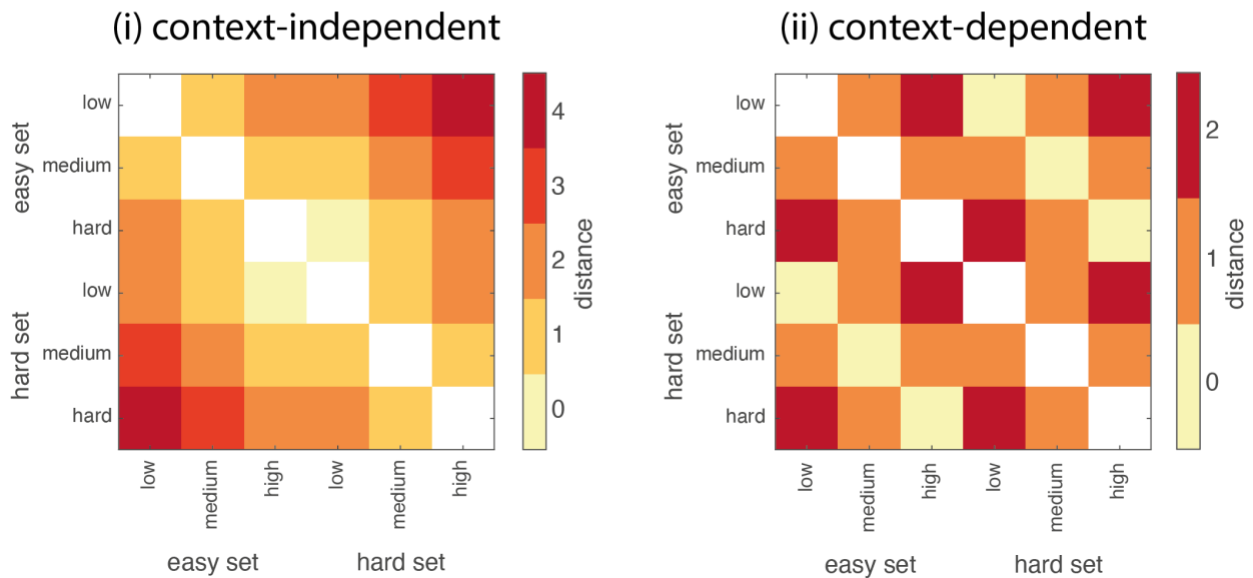 (i) context-independent
low
medium
hard
low
medium
hard
easy set
hard set
low
medium
high
low
medium
high
easy set
hard set
4
3
2
1
0
distance
(ii) context-dependent
low
medium
hard
low
medium
hard
easy set
hard set
low
medium
high
low
medium
high
easy set
hard set
2
1
0
distance